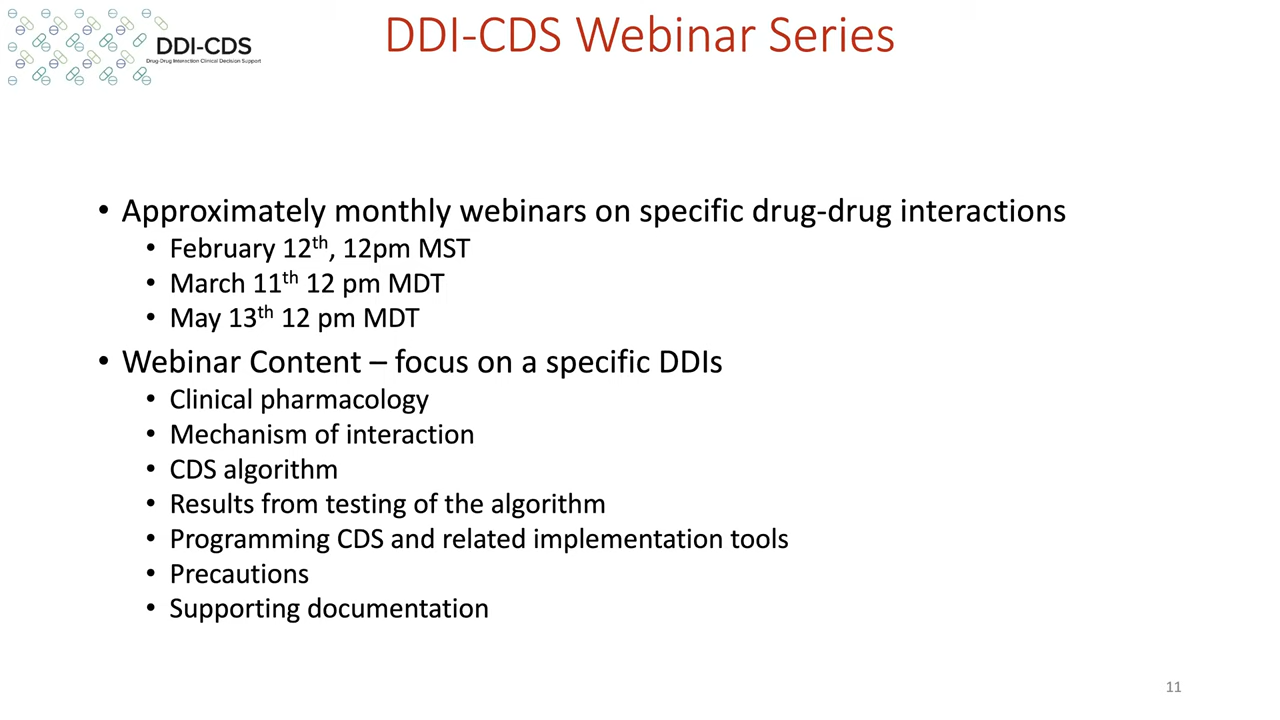 DDI-CDS
Drug-Drug Interaction Clinical Decision Support
DDI-CDS Webinar Series
• Approximately monthly webinars on specific drug-drug interactions
• February 12th, 12pm MST
• March 11th 12 pm MDT
• May 13th 12 pm MDT
• Webinar Content – focus on a specific DDIs
• Clinical pharmacology
• Mechanism of interaction
• CDS algorithm
• Results from testing of the algorithm
• Programming CDS and related implementation tools
• Precautions
• Supporting documentation
11